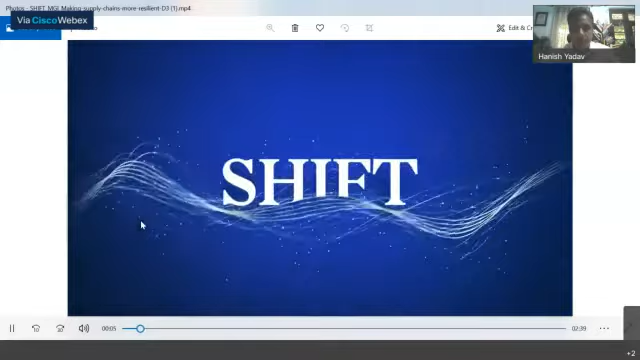 Photos - SHIFT_MGI_Making-supply-chains-more-resilient-D3 (1).mp4
Via Cisco Webex
Edit & Cr
Hanish Yadav
SHIFT
00:05
02:39
+2